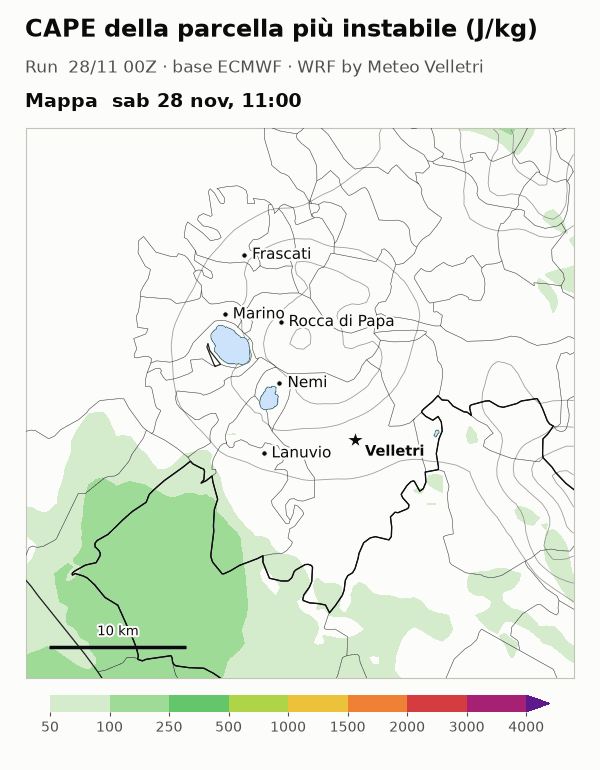 CAPE della parcella più instabile (J/kg)
Run  28/11 00Z · base ECMWF · WRF by Meteo Velletri
Mappa  sab 28 nov, 11:00
Frascati
Marino
Rocca di Papa
Nemi
Velletri
Lanuvio
10 km
50 100 250 500 1000 1500 2000 3000 4000